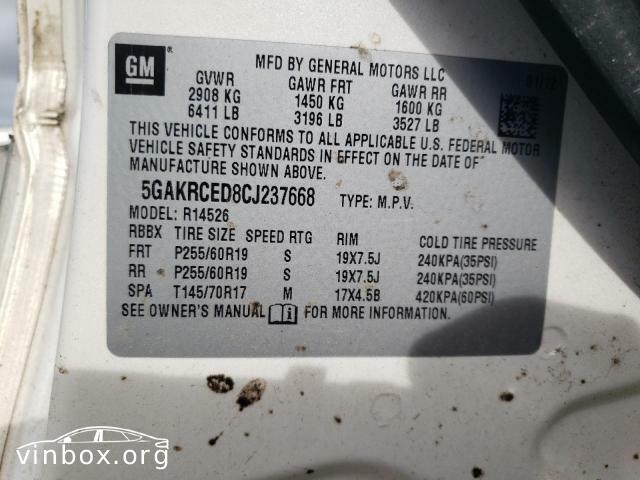 GM ®
MFD BY GENERAL MOTORS LLC 01/12
GVWR GAWR FRT GAWR RR
2908 KG 1450 KG 1600 KG
6411 LB 3196 LB 3527 LB
THIS VEHICLE CONFORMS TO ALL APPLICABLE U.S. FEDERAL MOTOR
VEHICLE SAFETY STANDARDS IN EFFECT ON THE DATE OF
MANUFACTURE SHOWN ABOVE.
5GAKRCED8CJ237668 TYPE: M.P.V.
MODEL: R14526
RBBX TIRE SIZE SPEED RTG RIM COLD TIRE PRESSURE
FRT P255/60R19 S 19X7.5J 240KPA(35PSI)
RR P255/60R19 S 19X7.5J 240KPA(35PSI)
SPA T145/70R17 M 17X4.5B 420KPA(60PSI)
SEE OWNER'S MANUAL FOR MORE INFORMATION.
vinbox.org